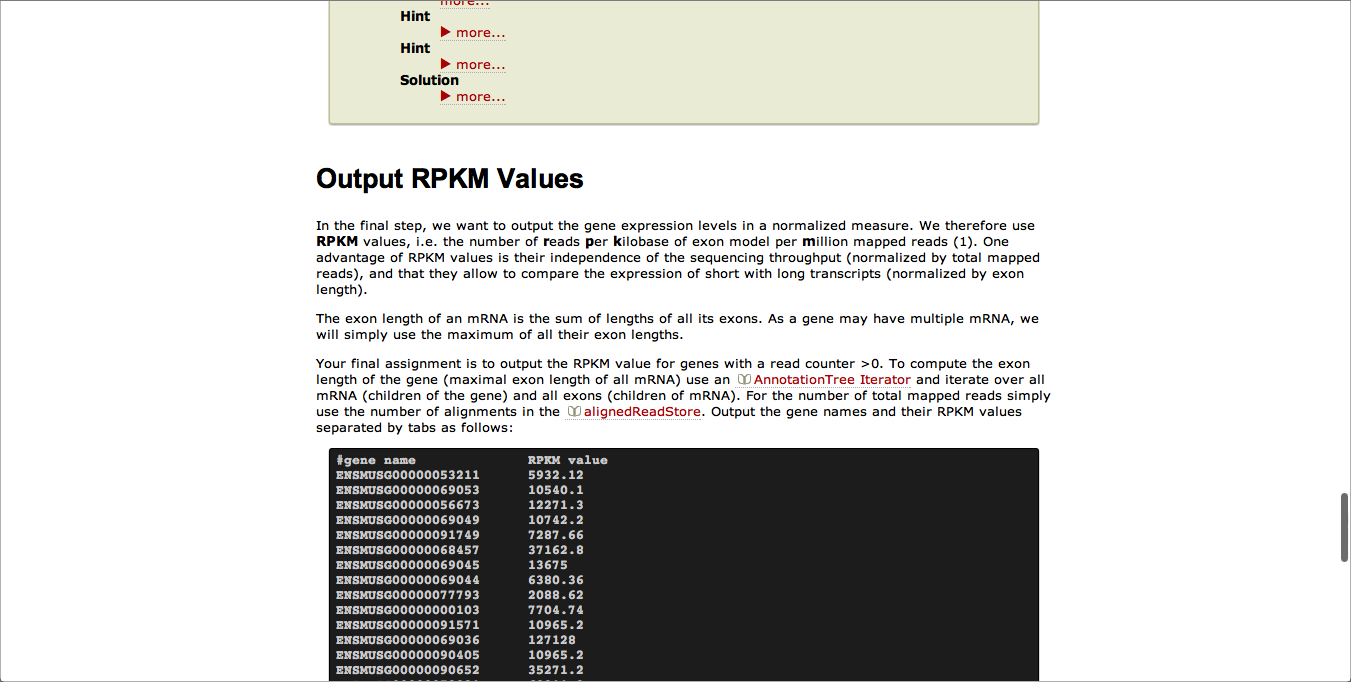 more...
Hint
▶ more...
Hint
▶ more...
Solution
▶ more...
Output RPKM Values
In the final step, we want to output the gene expression levels in a normalized measure. We therefore use
RPKM values, i.e. the number of reads per kilobase of exon model per million mapped reads (1). One
advantage of RPKM values is their independence of the sequencing throughput (normalized by total mapped
reads), and that they allow to compare the expression of short with long transcripts (normalized by exon
length).
The exon length of an mRNA is the sum of lengths of all its exons. As a gene may have multiple mRNA, we
will simply use the maximum of all their exon lengths.
Your final assignment is to output the RPKM value for genes with a read counter >0. To compute the exon
length of the gene (maximal exon length of all mRNA) use an AnnotationTree Iterator and iterate over all
mRNA (children of the gene) and all exons (children of mRNA). For the number of total mapped reads simply
use the number of alignments in the alignedReadStore. Output the gene names and their RPKM values
separated by tabs as follows:
#gene name RPKM value
ENSMUSG00000053211 5932.12
ENSMUSG00000069053 10540.1
ENSMUSG00000056673 12271.3
ENSMUSG00000069049 10742.2
ENSMUSG00000091749 7287.66
ENSMUSG00000068457 37162.8
ENSMUSG00000069045 13675
ENSMUSG00000069044 6380.36
ENSMUSG00000077793 2088.62
ENSMUSG00000000103 7704.74
ENSMUSG00000091571 10965.2
ENSMUSG00000069036 127128
ENSMUSG00000090405 10965.2
ENSMUSG00000090652 35271.2